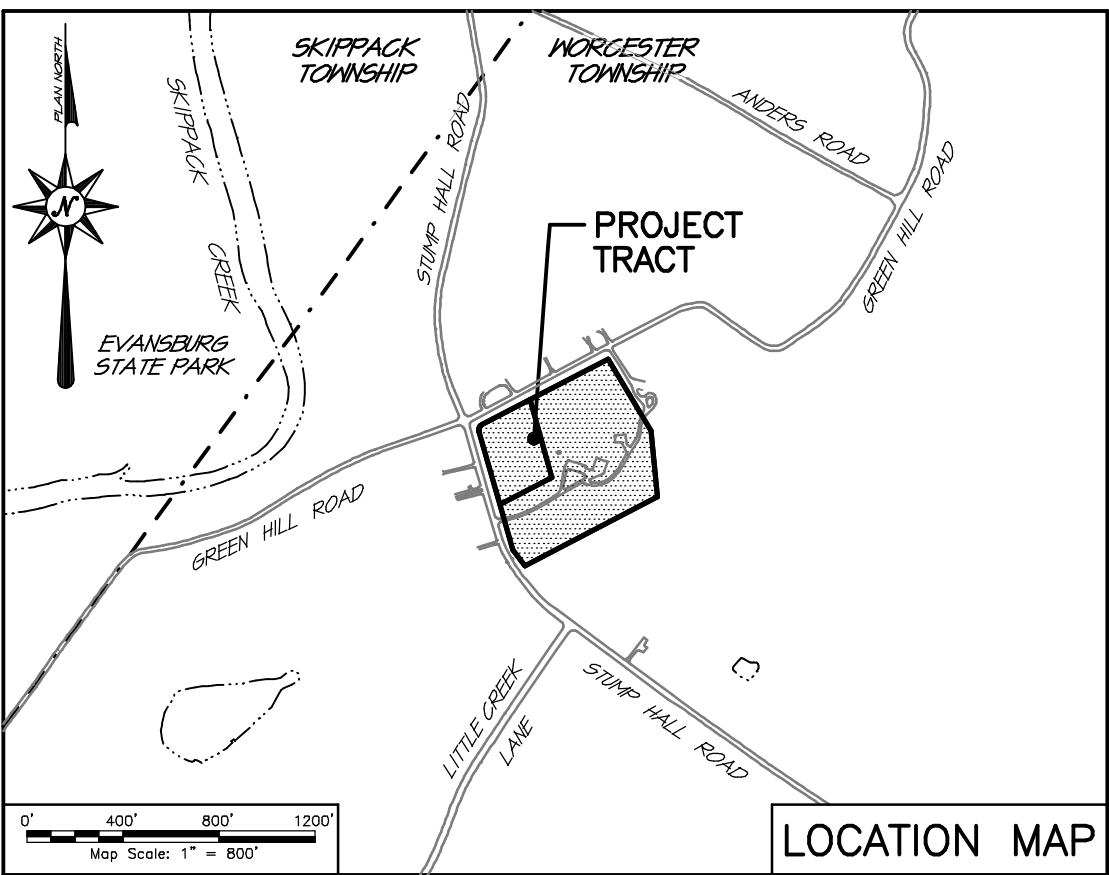 SKIPPACK
TOWNSHIP
WORCESTER
TOWNSHIP
PLAN NORTH
N
SKIPPACK
CREEK
STUMP HALL ROAD
ANDERS ROAD
GREEN HILL ROAD
PROJECT
TRACT
EVANSBURG
STATE PARK
GREEN HILL ROAD
LITTLE CREEK
LANE
STUMP HALL ROAD
0' 400' 800' 1200'
Map Scale: 1" = 800'
LOCATION MAP